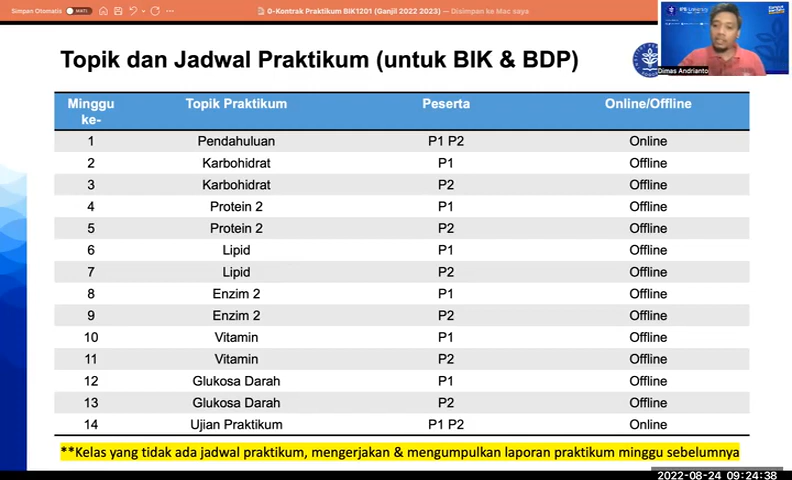 Simpan Otomatis MATI 0-Kontrak Praktikum BIK1201 (Ganjil 2022 2023) — Disimpan ke Mac saya
IPB University
Dimas Andrianto
Topik dan Jadwal Praktikum (untuk BIK & BDP)
Minggu ke- Topik Praktikum Peserta Online/Offline
1 Pendahuluan P1 P2 Online
2 Karbohidrat P1 Offline
3 Karbohidrat P2 Offline
4 Protein 2 P1 Offline
5 Protein 2 P2 Offline
6 Lipid P1 Offline
7 Lipid P2 Offline
8 Enzim 2 P1 Offline
9 Enzim 2 P2 Offline
10 Vitamin P1 Offline
11 Vitamin P2 Offline
12 Glukosa Darah P1 Offline
13 Glukosa Darah P2 Offline
14 Ujian Praktikum P1 P2 Online
**Kelas yang tidak ada jadwal praktikum, mengerjakan & mengumpulkan laporan praktikum minggu sebelumnya
2022-08-24 09:24:38